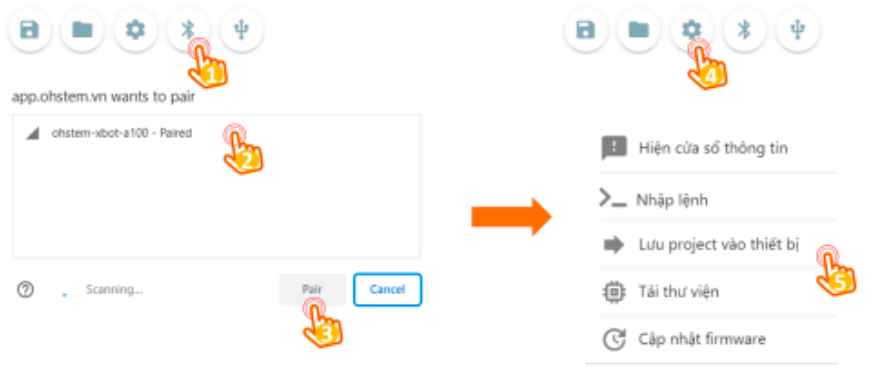 1
4
app.ohstem.vn wants to pair
ohstem-xbot-a100 - Paired
2
Scanning...
Pair
Cancel
3
Hiện cửa sổ thông tin
Nhập lệnh
Lưu project vào thiết bị
5
Tải thư viện
Cập nhật firmware